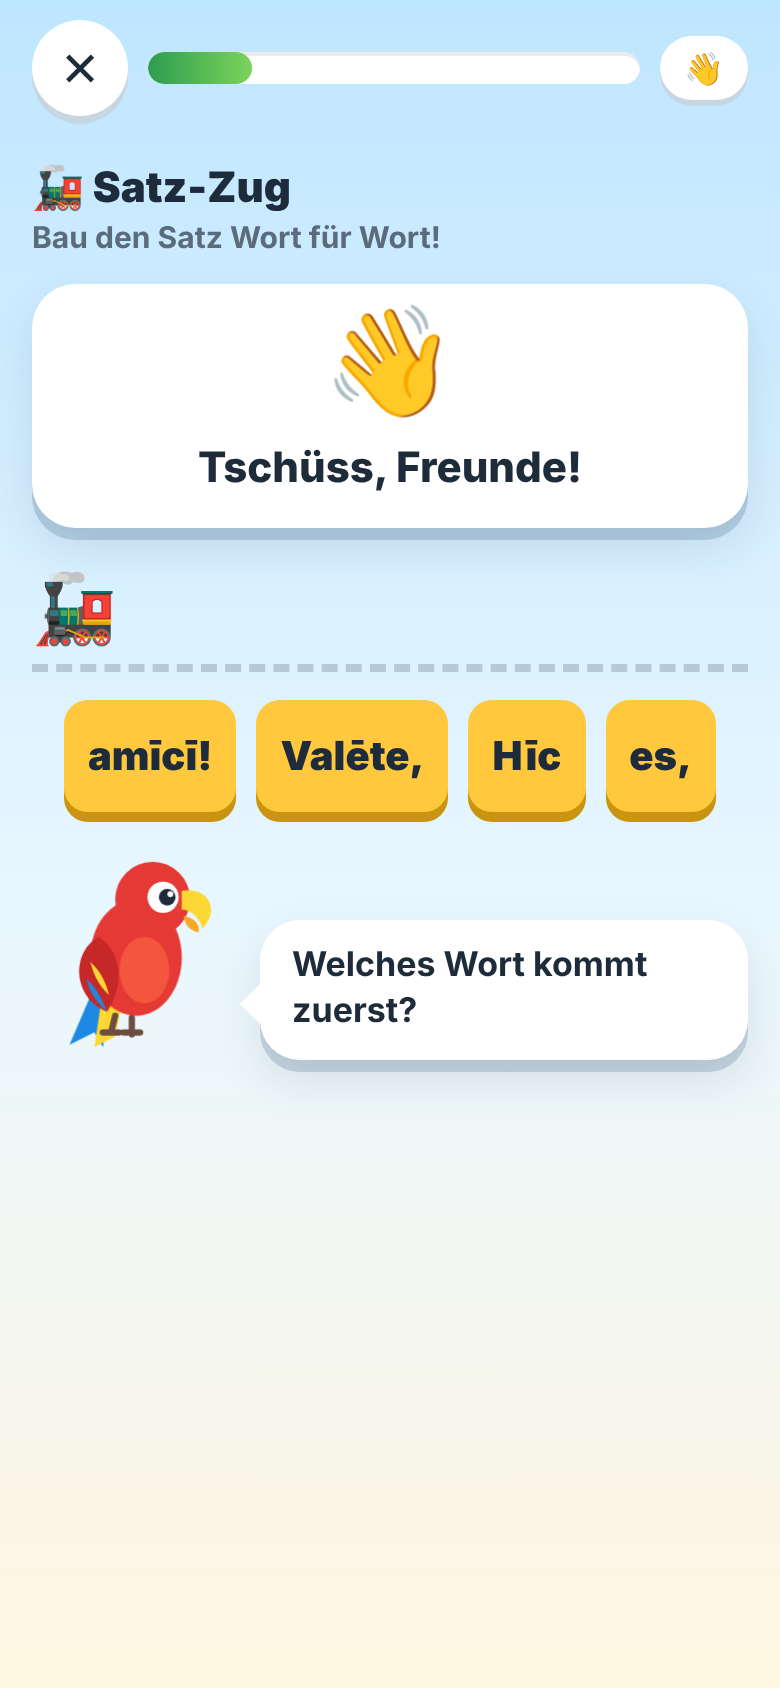 Satz-Zug
Bau den Satz Wort für Wort!
Tschüss, Freunde!
amīcī! Valēte, Hīc es,
Welches Wort kommt
zuerst?